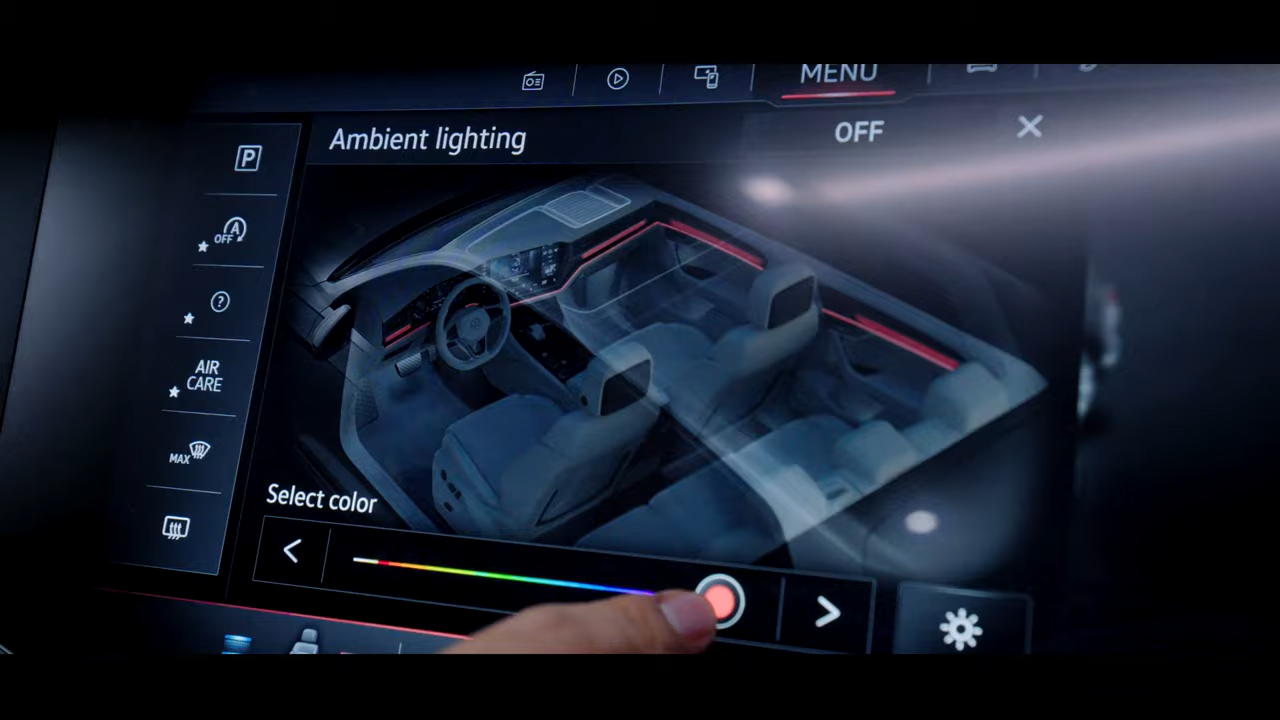 MENU
Ambient lighting
OFF
P
A
OFF
?
AIR
CARE
MAX
Select color